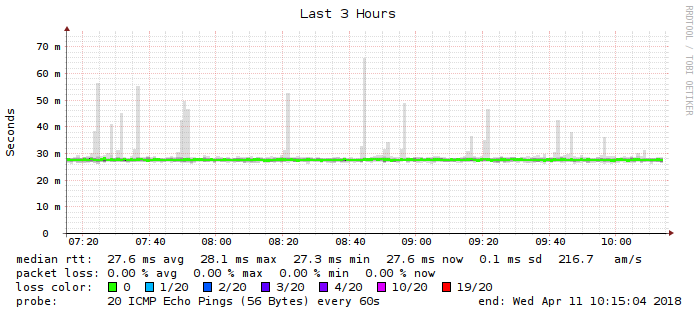 Last 3 Hours
RRDTOOL / TOBI OETIKER
Seconds
70 m
60 m
50 m
40 m
30 m
20 m
10 m
0
07:20 07:40 08:00 08:20 08:40 09:00 09:20 09:40 10:00
median rtt: 27.6 ms avg 28.1 ms max 27.3 ms min 27.6 ms now 0.1 ms sd 216.7 am/s
packet loss: 0.00 % avg 0.00 % max 0.00 % min 0.00 % now
loss color: 0 1/20 2/20 3/20 4/20 10/20 19/20
probe: 20 ICMP Echo Pings (56 Bytes) every 60s end: Wed Apr 11 10:15:04 2018